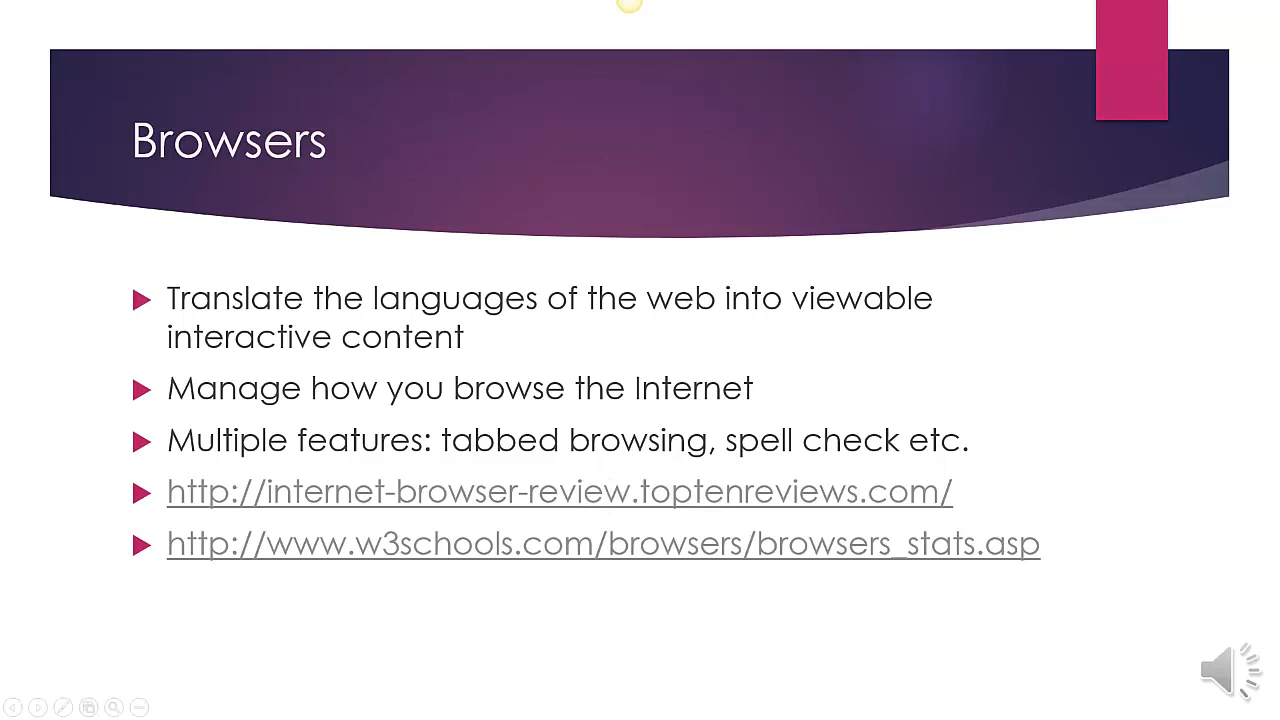 Browsers
Translate the languages of the web into viewable
interactive content
Manage how you browse the Internet
Multiple features: tabbed browsing, spell check etc.
http://internet-browser-review.toptenreviews.com/
http://www.w3schools.com/browsers/browsers_stats.asp